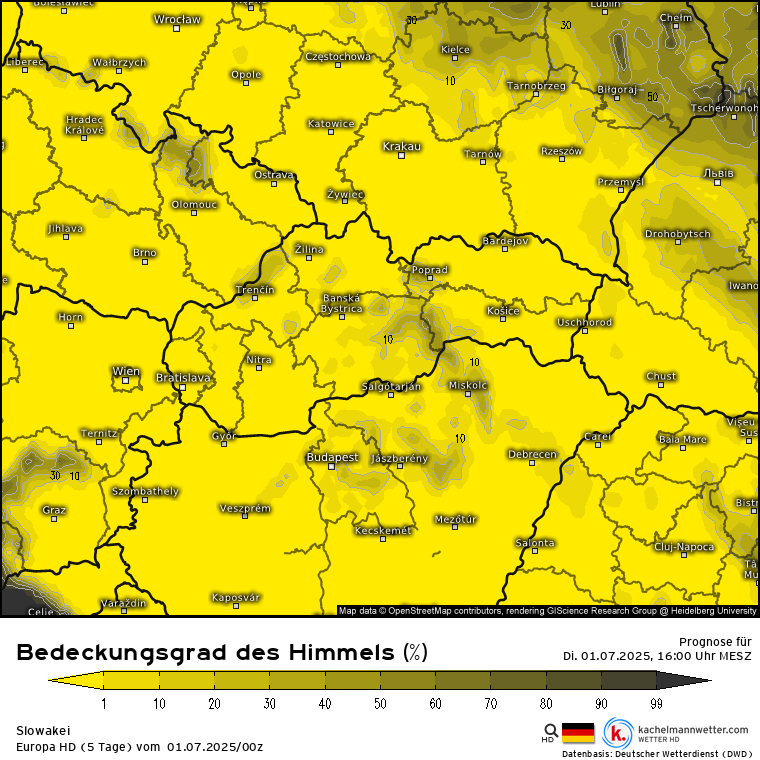 Bolesławiec
Lublin
Wrocław
30
30
Chełm
Kielce
Częstochowa
Liberec
Wałbrzych
Opole
10
Tarnobrzeg
Biłgoraj
50
Tscherwonoh
Hradec
Králové
Katowice
Krakau
Tarnów
Rzeszów
Ostrava
Przemyśl
Львів
Żywiec
Olomouc
Jihlava
Drohobytsch
Brno
Žilina
Bardejov
Poprad
Trenčín
Iwano
Banská
Bystrica
Košice
Uschhorod
Horn
10
Nitra
10
Wien
Bratislava
Salgótarján
Miskolc
Chust
Vișeu
Sus
Ternitz
Győr
10
Carei
Baia Mare
Budapest
Jászberény
Debrecen
30
10
Szombathely
Graz
Veszprém
Mezőtúr
Kecskemét
Bistr
Salonta
Cluj-Napoca
Tâ
Mu
Celje
Varaždin
Kaposvár
Map data © OpenStreetMap contributors, rendering GIScience Research Group @ Heidelberg University
Bedeckungsgrad des Himmels (%)
Prognose für
Di. 01.07.2025, 16:00 Uhr MESZ
1 10 20 30 40 50 60 70 80 90 99
Slowakei
Europa HD (5 Tage) vom 01.07.2025/00z
HD
k.
kachelmannwetter.com
WETTER HD
Datenbasis: Deutscher Wetterdienst (DWD)